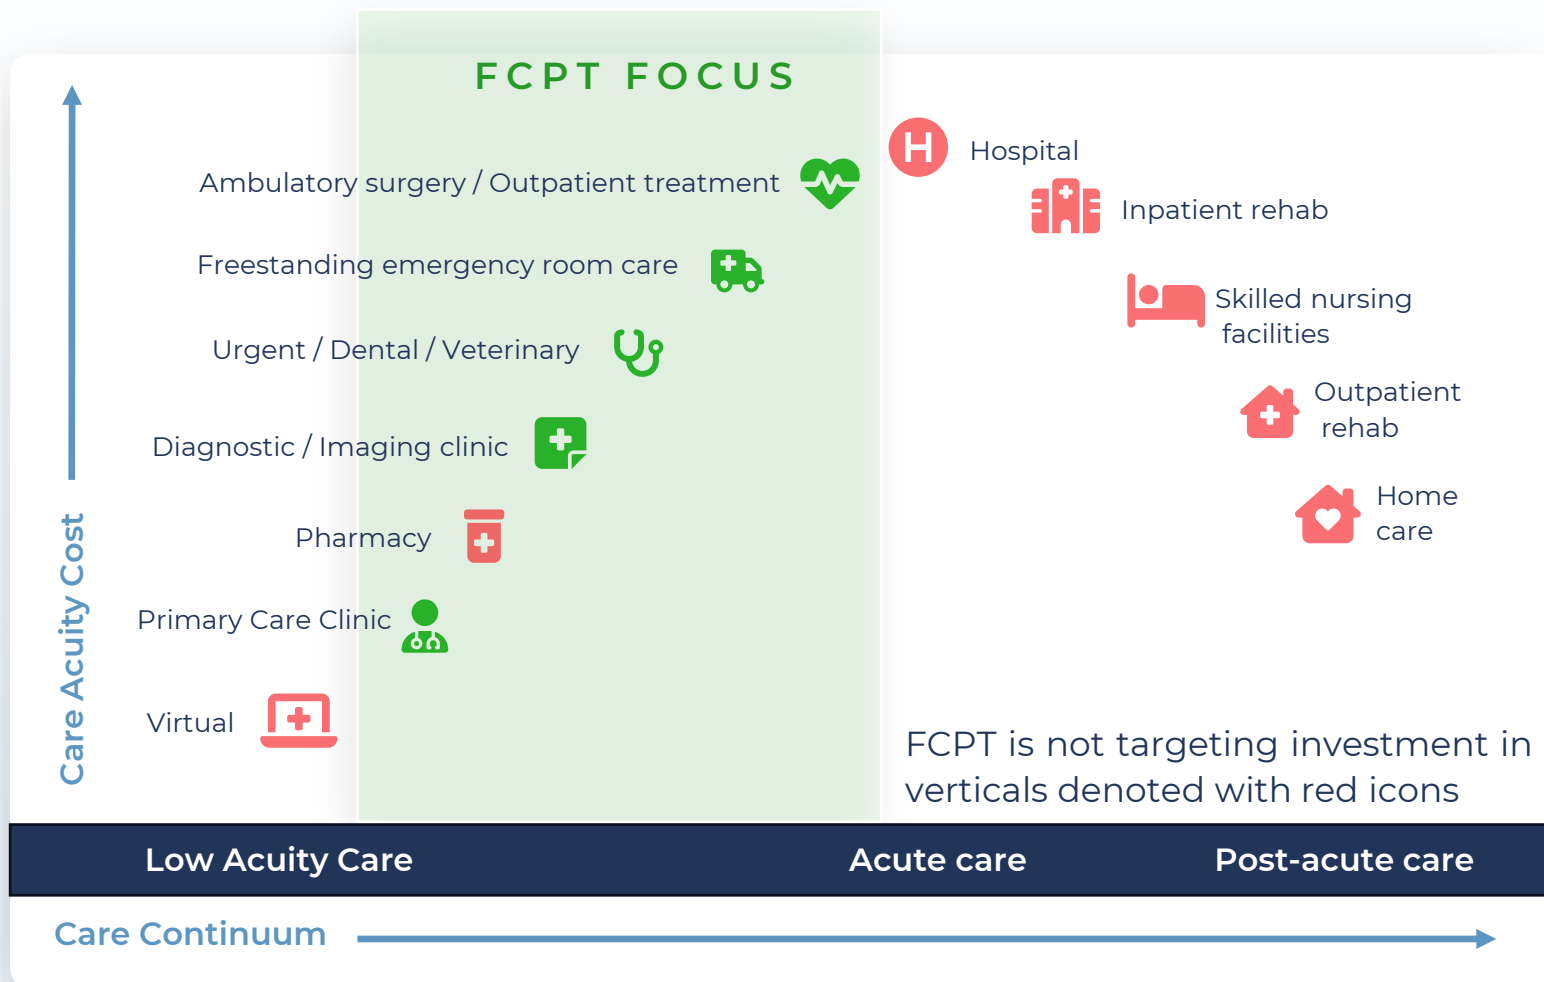 FCPT FOCUS
H
Hospital
Ambulatory surgery / Outpatient treatment
Inpatient rehab
Freestanding emergency room care
Skilled nursing
facilities
Urgent / Dental / Veterinary
Outpatient
rehab
Diagnostic / Imaging clinic
Home
care
Pharmacy
Primary Care Clinic
Virtual
Care Acuity Cost
FCPT is not targeting investment in
verticals denoted with red icons
Low Acuity Care
Acute care
Post-acute care
Care Continuum